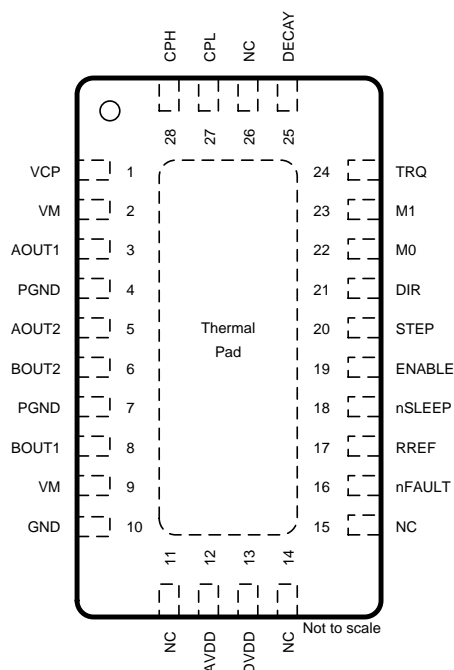 CPH CPL NC DECAY
28 27 26 25
VCP 1 24 TRQ
VM 2 23 M1
AOUT1 3 22 M0
PGND 4 21 DIR
AOUT2 5 20 STEP
Thermal
Pad
BOUT2 6 19 ENABLE
PGND 7 18 nSLEEP
BOUT1 8 17 RREF
VM 9 16 nFAULT
GND 10 15 NC
11 12 13 14
NC AVDD DVDD NC
Not to scale